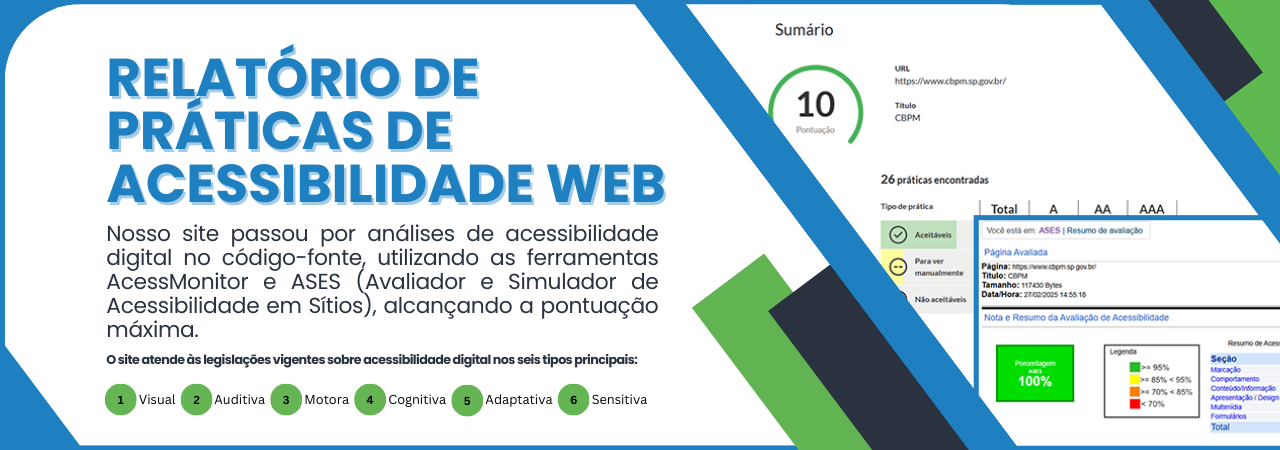 RELATÓRIO DE
PRÁTICAS DE
ACESSIBILIDADE WEB
Nosso site passou por análises de acessibilidade
digital no código-fonte, utilizando as ferramentas
AcessMonitor e ASES (Avaliador e Simulador de
Acessibilidade em Sítios), alcançando a pontuação
máxima.
O site atende às legislações vigentes sobre acessibilidade digital nos seis tipos principais:
1 Visual 2 Auditiva 3 Motora 4 Cognitiva 5 Adaptativa 6 Sensitiva
Sumário
10
Pontuação
URL
https://www.cbpm.sp.gov.br/
Título
CBPM
26 práticas encontradas
Tipo de prática Total A AA AAA
Aceitáveis
Para ver
manualmente
Não aceitáveis
Você está em: ASES | Resumo de avaliação
Página Avaliada
Página: https://www.cbpm.sp.gov.br/
Título: CBPM
Tamanho: 117430 Bytes
Data/Hora: 27/02/2025 14:55:18
Nota e Resumo da Avaliação de Acessibilidade
Porcentagem
ASES
100%
Legenda
>= 95%
>= 85% < 95%
>= 70% < 85%
< 70%
Resumo de Acess
Seção
Marcação
Comportamento
Conteúdo/Informação
Apresentação / Design
Multimídia
Formulários
Total